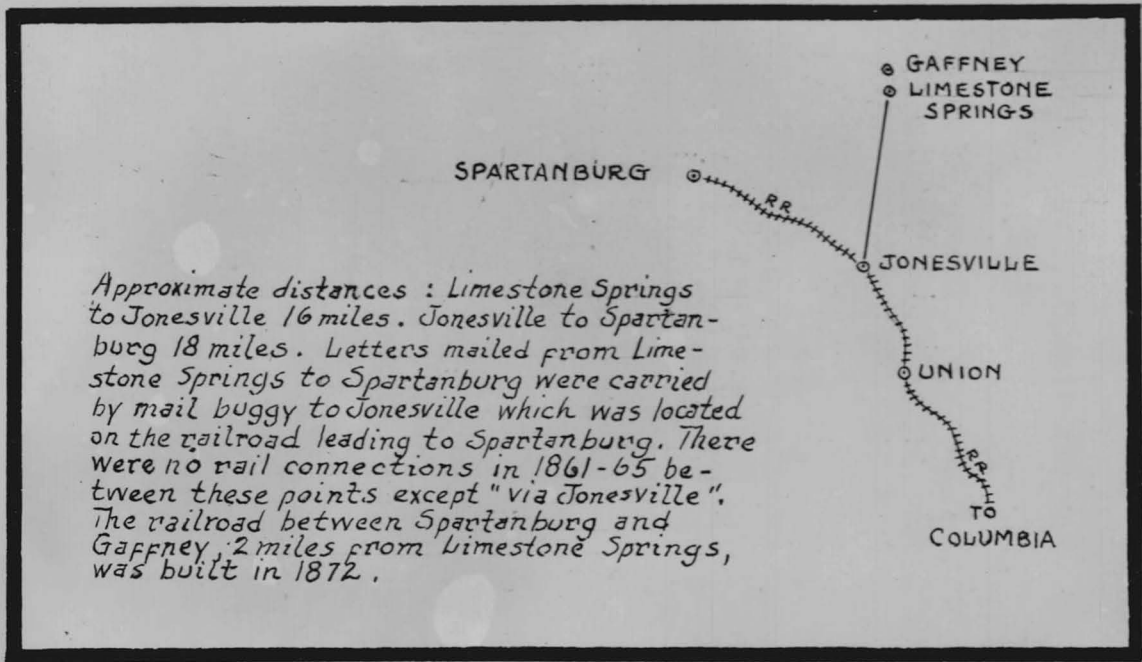 GAFFNEY
LIMESTONE
SPRINGS
SPARTANBURG
RR
JONESVILLE
Approximate distances : Limestone Springs
to Jonesville 16 miles. Jonesville to Spartan-
burg 18 miles. Letters mailed from Lime-
stone Springs to Spartanburg were carried
by mail buggy to Jonesville which was located
on the railroad leading to Spartanburg. There
were no rail connections in 1861-65 be-
tween these points except "via Jonesville".
The railroad between Spartanburg and
Gaffney, 2 miles from Limestone Springs,
was built in 1872.
UNION
RR
TO
COLUMBIA